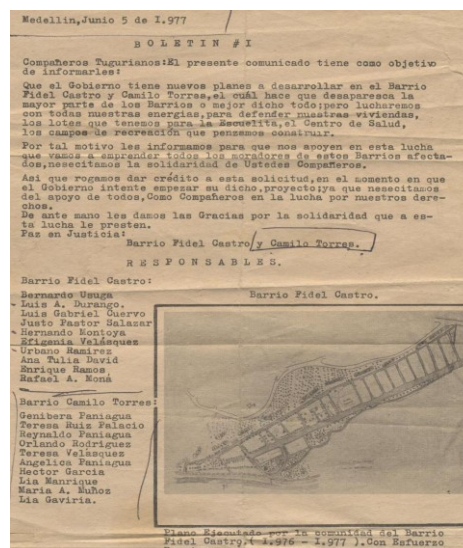 Medellin,Junio 5 de I.977
BOLETIN #I
Compañeros Tugurianos:El presente comunicado tiene como objetivo
de informarles:
Que el Gobierno tiene nuevos planes a desarrollar en el Barrio
Fidel Castro y Camilo Torres,el cuál hace que desaparesca la
mayor parte de los Barrios o mejor dicho todo;pero lucharemos
con todas nuestras energias,para defender nuestras viviendas,
los Lotes que tenemos para la Escuelita,el Centro de Salud,
los campos de recreación que pensamos construir.
Por tal motivo les informamos para que nos apoyen en esta lucha
que vamos a emprender todos los moradores de estos Barrios afecta-
dos,nesecitamos la solidaridad de Ustedes Compañeros.
Asi que rogamos dar crédito a esta solicitud,en el momento en que
el Gobierno intente empezar su dicho,proyecto;ya que nesecitamos
del apoyo de todos,Como Compañeros en la lucha por nuestros dere-
chos.
De ante mano les damos las Gracias por la solidaridad que a es-
ta lucha le presten.
Paz en Justicia:
Barrio Fidel Castro y Camilo Torres.
RESPONSABLES.
Barrio Fidel Castro:
Bernardo Usuga
Luis A. Durango.
Luis Gabriel Cuervo
Justo Pastor Salazar
Hernando Montoya
Efigenia Velásquez
Urbano Ramirez
Ana Tulia David
Enrique Ramos
Rafael A. Moná
Barrio Camilo Torres:
Genibera Paniagua
Teresa Ruiz Palacio
Reynaldo Paniagua
Orlando Rodriguez
Teresa Velásquez
Angelica Paniagua
Hector Garcia
Lia Manrique
Maria A. Muñoz
Lia Gaviria.
Barrio Fidel Castro.
Plano Ejecutado por la comunidad del Barrio
Fidel Castro,( I.976 - I.977 ).Con Esfuerzo